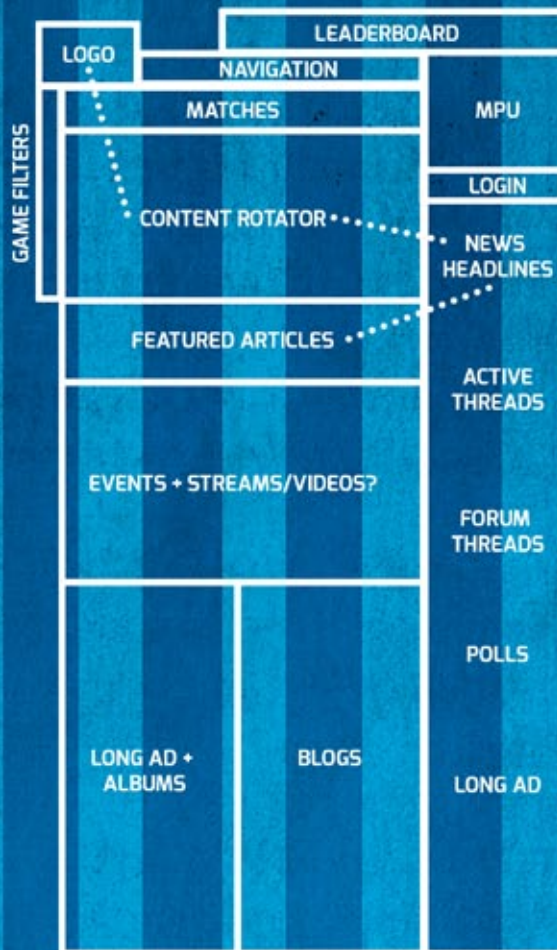 LEADERBOARD
LOGO
NAVIGATION
MATCHES
MPU
GAME FILTERS
LOGIN
CONTENT ROTATOR
NEWS
HEADLINES
FEATURED ARTICLES
ACTIVE
THREADS
EVENTS + STREAMS/VIDEOS?
FORUM
THREADS
POLLS
LONG AD +
ALBUMS
BLOGS
LONG AD